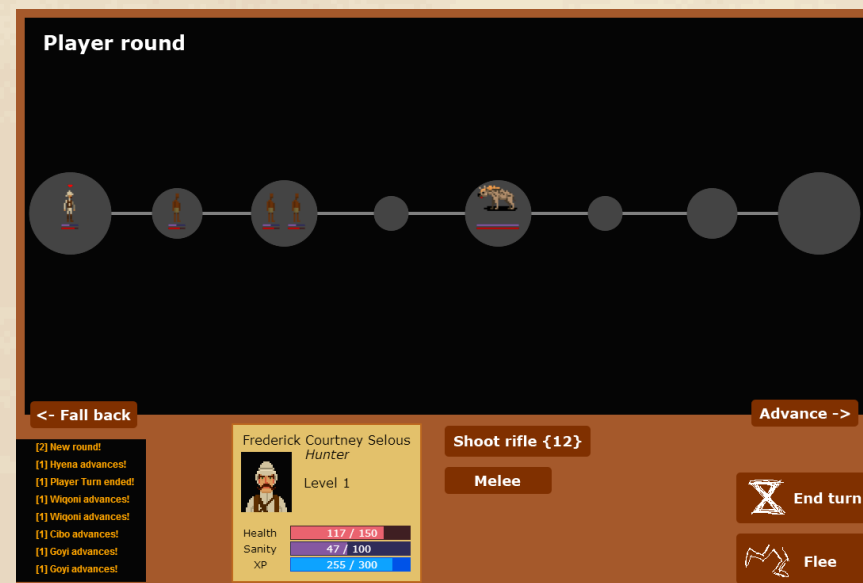 Player round
<- Fall back
Advance ->
[2] New round!
[1] Hyena advances!
[1] Player Turn ended!
[1] Wiqoni advances!
[1] Wiqoni advances!
[1] Cibo advances!
[1] Goyi advances!
[1] Goyi advances!
Frederick Courtney Selous
Hunter
Level 1
Health 117 / 150
Sanity 47 / 100
XP 255 / 300
Shoot rifle {12}
Melee
End turn
Flee